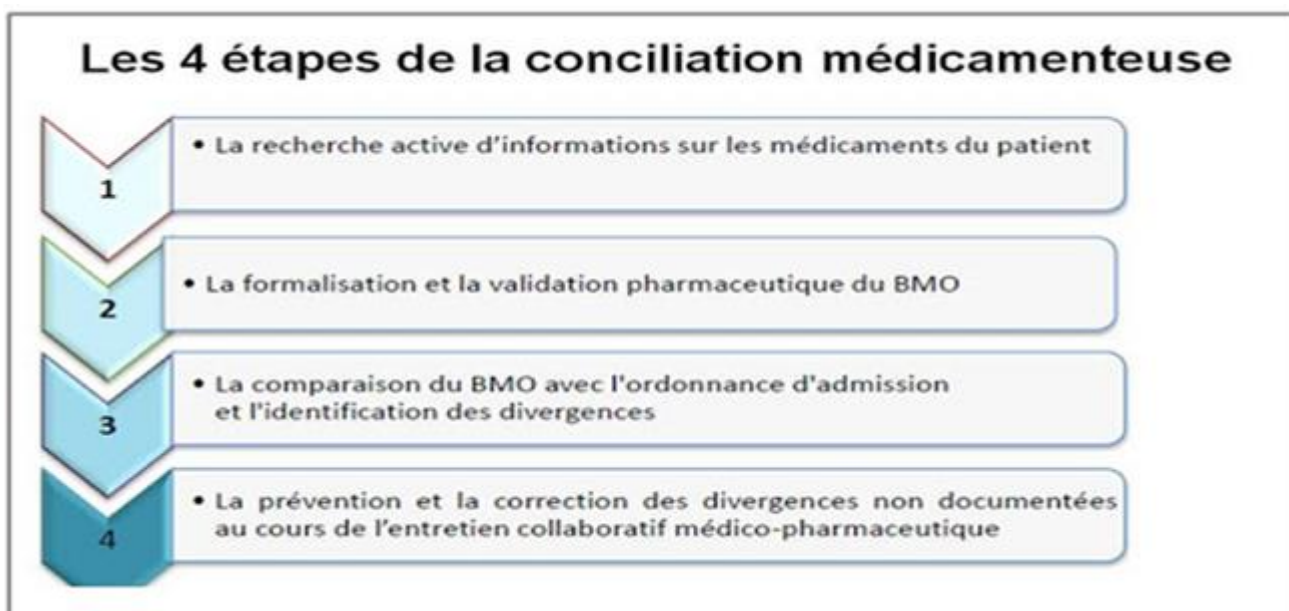 Les 4 étapes de la conciliation médicamenteuse
1
• La recherche active d'informations sur les médicaments du patient
2
• La formalisation et la validation pharmaceutique du BMO
3
• La comparaison du BMO avec l'ordonnance d'admission
et l'identification des divergences
4
• La prévention et la correction des divergences non documentées
au cours de l'entretien collaboratif médico-pharmaceutique